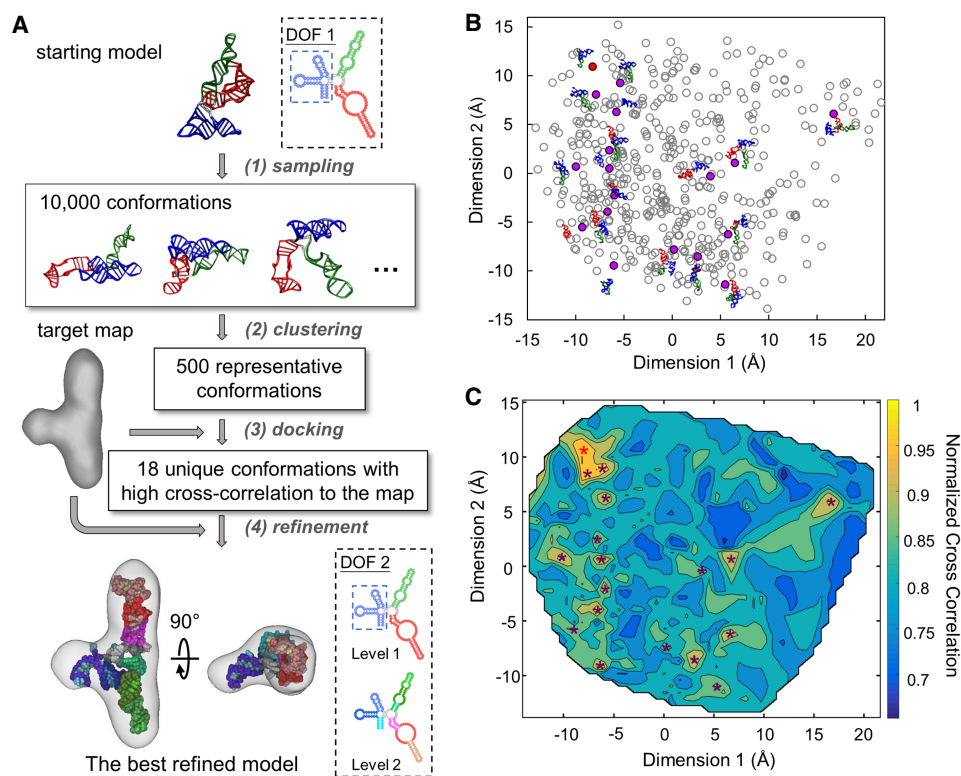 A
starting model
DOF 1
(1) sampling
10,000 conformations
...
(2) clustering
target map
500 representative
conformations
(3) docking
18 unique conformations with
high cross-correlation to the map
(4) refinement
90°
DOF 2
Level 1
Level 2
The best refined model
B
Dimension 2 (Å)
15
10
5
0
-5
-10
-15
-15 -10 -5 0 5 10 15 20
Dimension 1 (Å)
C
Dimension 2 (Å)
15
10
5
0
-5
-10
-10 -5 0 5 10 15 20
Dimension 1 (Å)
1
0.95
0.9
0.85
0.8
0.75
0.7
Normalized Cross Correlation